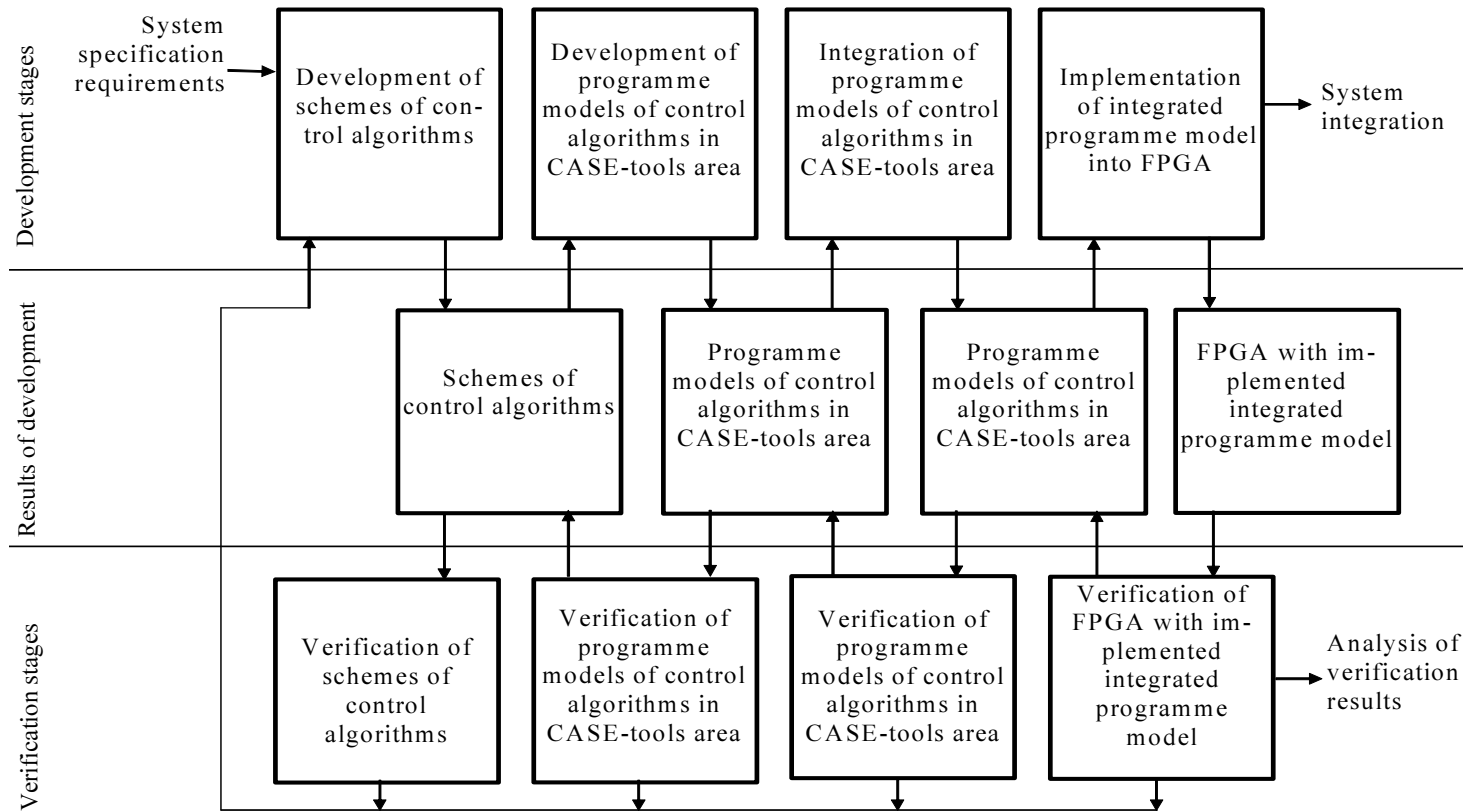 Development stages
System
specification
requirements
Development of
schemes of con-
trol algorithms
Development of
programme
models of control
algorithms in
CASE-tools area
Integration of
programme
models of control
algorithms in
CASE-tools area
Implementation
of integrated
programme model
into FPGA
System
integration
Results of development
Schemes of
control algorithms
Programme
models of control
algorithms in
CASE-tools area
Programme
models of control
algorithms in
CASE-tools area
FPGA with im-
plemented
integrated
programme model
Verification stages
Verification of
schemes of
control
algorithms
Verification of
programme
models of control
algorithms in
CASE-tools area
Verification of
programme
models of control
algorithms in
CASE-tools area
Verification of
FPGA with im-
plemented
integrated
programme
model
Analysis of
verification
results